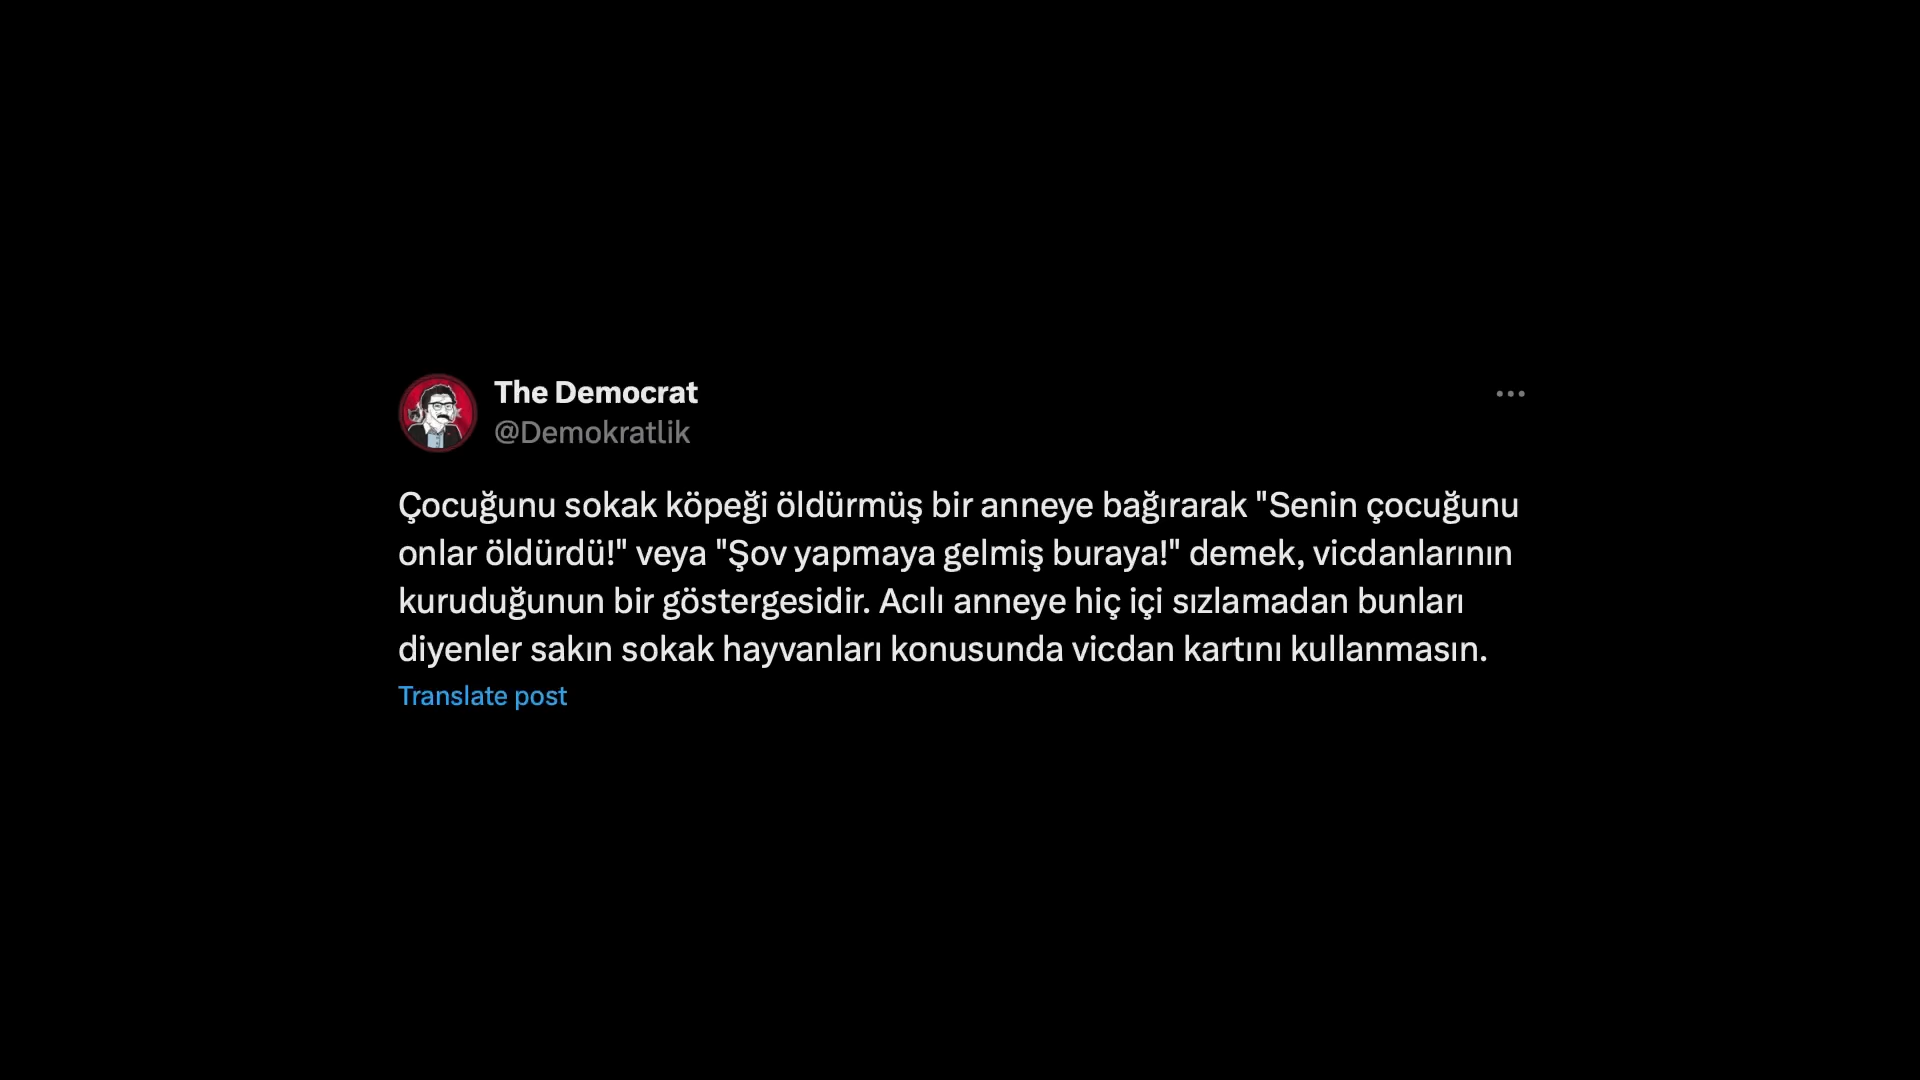 The Democrat
@Demokratlik
Çocuğunu sokak köpeği öldürmüş bir anneye bağırarak "Senin çocuğunu
onlar öldürdü!" veya "Şov yapmaya gelmiş buraya!" demek, vicdanlarının
kuruduğunun bir göstergesidir. Acılı anneye hiç içi sızlamadan bunları
diyenler sakın sokak hayvanları konusunda vicdan kartını kullanmasın.
Translate post